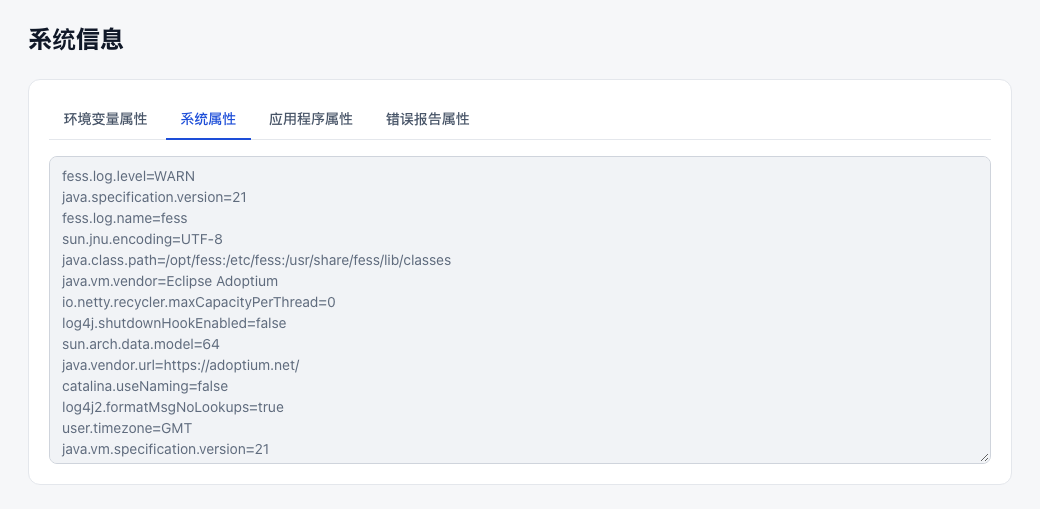 系统信息
环境变量属性 系统属性 应用程序属性 错误报告属性
fess.log.level=WARN
java.specification.version=21
fess.log.name=fess
sun.jnu.encoding=UTF-8
java.class.path=/opt/fess:/etc/fess:/usr/share/fess/lib/classes
java.vm.vendor=Eclipse Adoptium
io.netty.recycler.maxCapacityPerThread=0
log4j.shutdownHookEnabled=false
sun.arch.data.model=64
java.vendor.url=https://adoptium.net/
catalina.useNaming=false
log4j2.formatMsgNoLookups=true
user.timezone=GMT
java.vm.specification.version=21